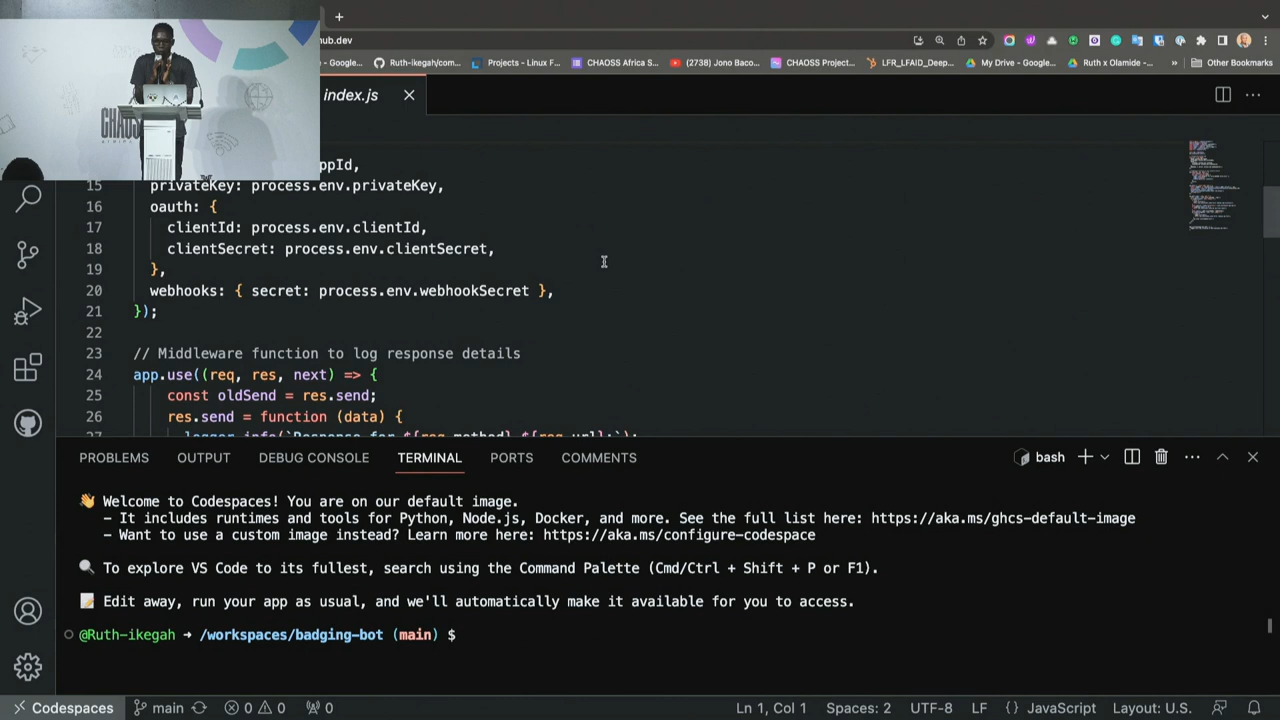 +
hub.dev
- Google...
Ruth-ikegah/com...
Projects - Linux F...
CHAOSS Africa S...
(2738) Jono Baco...
CHAOSS Project...
LFR_LFAID_Deep...
My Drive - Google...
Ruth x Olamide -...
»
Other Bookmarks
index.js
ppId,
15 privateKey: process.env.privateKey,
16 oauth: {
17 clientId: process.env.clientId,
18 clientSecret: process.env.clientSecret,
19 },
20 webhooks: { secret: process.env.webhookSecret },
21 });
22
23 // Middleware function to log response details
24 app.use((req, res, next) => {
25 const oldSend = res.send;
26 res.send = function (data) {
27 logger.info(`Response for ${req.method} ${req.url}:`);
PROBLEMS OUTPUT DEBUG CONSOLE TERMINAL PORTS COMMENTS
bash
👋 Welcome to Codespaces! You are on our default image.
- It includes runtimes and tools for Python, Node.js, Docker, and more. See the full list here: https://aka.ms/ghcs-default-image
- Want to use a custom image instead? Learn more here: https://aka.ms/configure-codespace
🔍 To explore VS Code to its fullest, search using the Command Palette (Cmd/Ctrl + Shift + P or F1).
📝 Edit away, run your app as usual, and we'll automatically make it available for you to access.
@Ruth-ikegah ➜ /workspaces/badging-bot (main) $
Codespaces main 0 0 0 Ln 1, Col 1 Spaces: 2 UTF-8 LF {} JavaScript Layout: U.S.